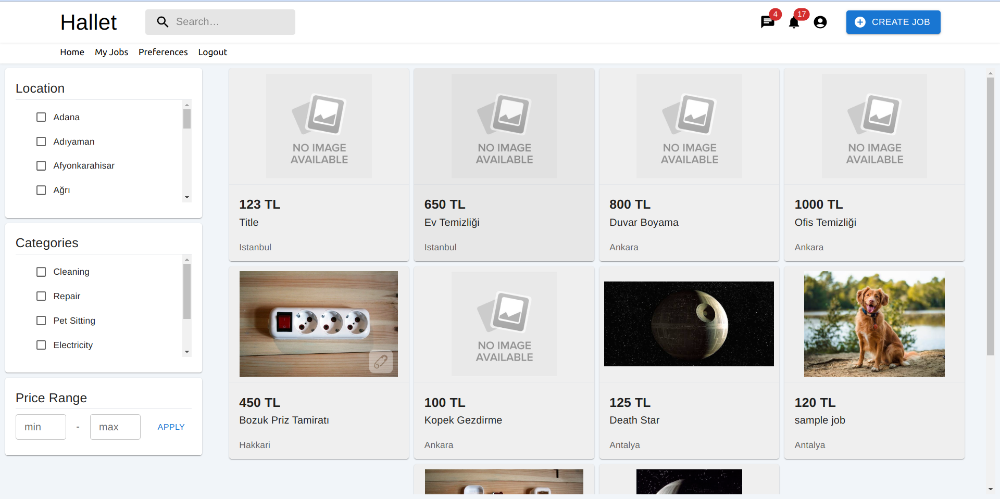 Hallet
Search...
4
17
CREATE JOB
Home My Jobs Preferences Logout
Location
Adana
Adıyaman
Afyonkarahisar
Ağrı
Categories
Cleaning
Repair
Pet Sitting
Electricity
Price Range
min - max APPLY
NO IMAGE
AVAILABLE
123 TL
Title
Istanbul
NO IMAGE
AVAILABLE
650 TL
Ev Temizliği
Istanbul
NO IMAGE
AVAILABLE
800 TL
Duvar Boyama
Ankara
NO IMAGE
AVAILABLE
1000 TL
Ofis Temizliği
Ankara
450 TL
Bozuk Priz Tamiratı
Hakkari
NO IMAGE
AVAILABLE
100 TL
Kopek Gezdirme
Ankara
125 TL
Death Star
Antalya
120 TL
sample job
Antalya